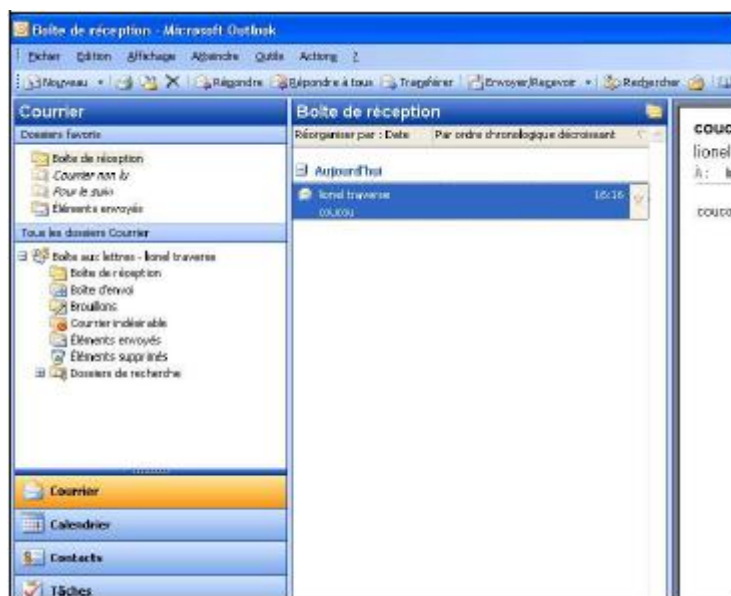 Boîte de réception - Microsoft Outlook
Fichier Edition Affichage Atteindre Outils Actions ?
Nouveau Répondre Répondre à tous Transférer Envoyer/Recevoir Rechercher
Courrier
Dossiers favoris
Boîte de réception
Courrier non lu
Pour le suivi
Éléments envoyés
Tous les dossiers Courrier
Boîte aux lettres - lionel traverse
Boîte de réception
Boîte d'envoi
Brouillons
Courrier indésirable
Éléments envoyés
Éléments supprimés
Dossiers de recherche
Courrier
Calendrier
Contacts
Tâches
Boîte de réception
Réorganiser par : Date Par ordre chronologique décroissant
Aujourd'hui
lionel traverse 16:16
coucou
couc
lionel
À :
couco